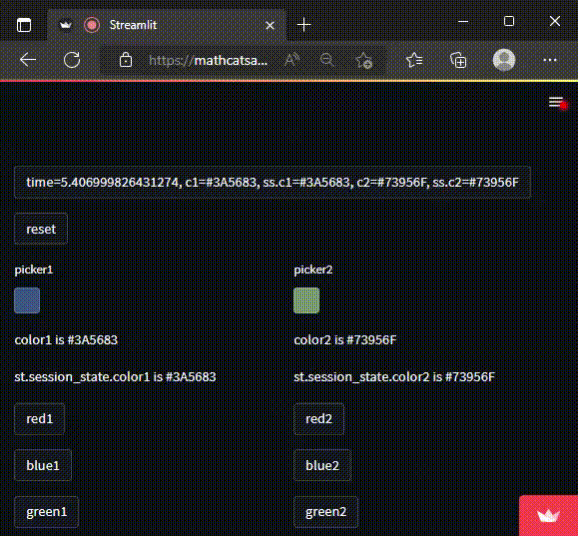 Streamlit
https://mathcatsa...
time=5.406999826431274, c1=#3A5683, ss.c1=#3A5683, c2=#73956F, ss.c2=#73956F
reset
picker1 picker2
color1 is #3A5683 color2 is #73956F
st.session_state.color1 is #3A5683 st.session_state.color2 is #73956F
red1 red2
blue1 blue2
green1 green2